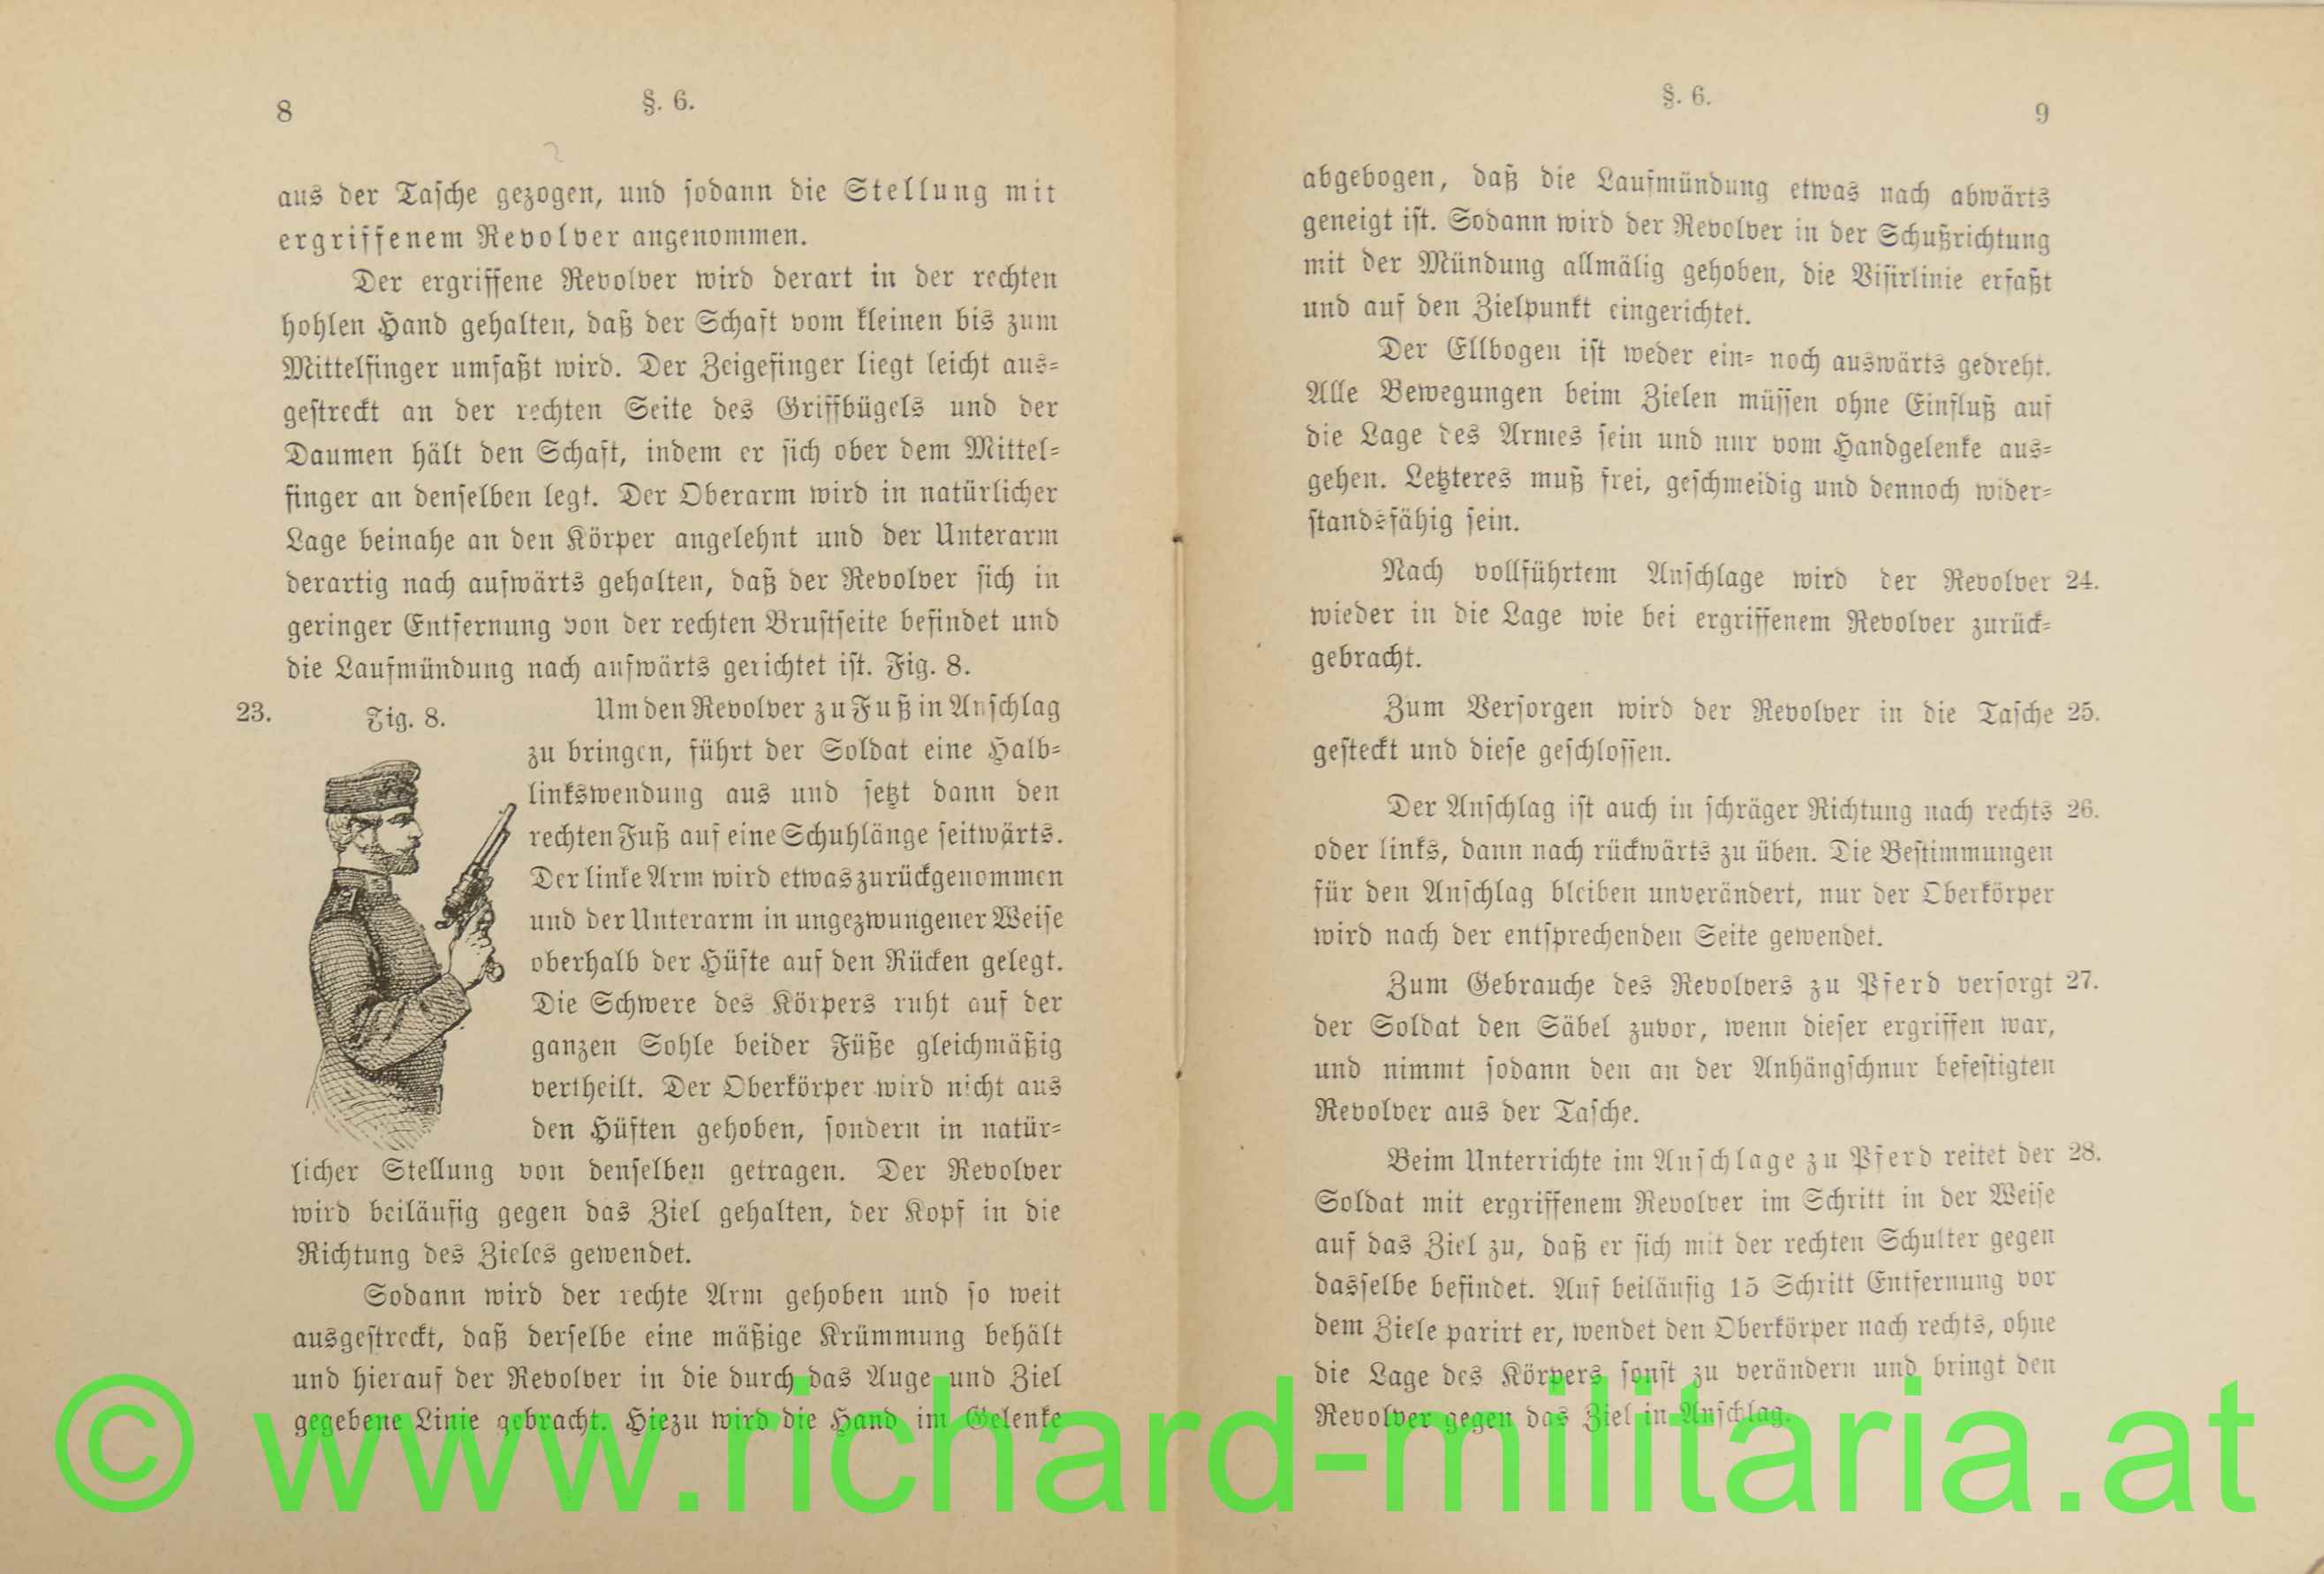 8
§. 6.
aus der Tasche gezogen, und sodann die Stellung mit
ergriffenem Revolver angenommen.
Der ergriffene Revolver wird derart in der rechten
hohlen Hand gehalten, daß der Schaft vom kleinen bis zum
Mittelfinger umfaßt wird. Der Zeigefinger liegt leicht aus-
gestreckt an der rechten Seite des Griffbügels und der
Daumen hält den Schaft, indem er sich ober dem Mittel-
finger an denselben legt. Der Oberarm wird in natürlicher
Lage beinahe an den Körper angelehnt und der Unterarm
derartig nach aufwärts gehalten, daß der Revolver sich in
geringer Entfernung von der rechten Brustseite befindet und
die Laufmündung nach aufwärts gerichtet ist. Fig. 8.
23.
Fig. 8.
Um den Revolver zu Fuß in Anschlag
zu bringen, führt der Soldat eine Halb-
linkswendung aus und setzt dann den
rechten Fuß auf eine Schuhlänge seitwärts.
Der linke Arm wird etwas zurückgenommen
und der Unterarm in ungezwungener Weise
oberhalb der Hüfte auf den Rücken gelegt.
Die Schwere des Körpers ruht auf der
ganzen Sohle beider Füße gleichmäßig
vertheilt. Der Oberkörper wird nicht aus
den Hüften gehoben, sondern in natür-
licher Stellung von denselben getragen. Der Revolver
wird beiläufig gegen das Ziel gehalten, der Kopf in die
Richtung des Zieles gewendet.
Sodann wird der rechte Arm gehoben und so weit
ausgestreckt, daß derselbe eine mäßige Krümmung behält
und hierauf der Revolver in die durch das Auge und Ziel
gegebene Linie gebracht. Hiezu wird die Hand im Gelenke
§. 6.
9
abgebogen, daß die Laufmündung etwas nach abwärts
geneigt ist. Sodann wird der Revolver in der Schußrichtung
mit der Mündung allmälig gehoben, die Visirlinie erfaßt
und auf den Zielpunkt eingerichtet.
Der Ellbogen ist weder ein- noch auswärts gedreht.
Alle Bewegungen beim Zielen müssen ohne Einfluß auf
die Lage des Armes sein und nur vom Handgelenke aus-
gehen. Letzteres muß frei, geschmeidig und dennoch wider-
standsfähig sein.
Nach vollführtem Anschlage wird der Revolver 24.
wieder in die Lage wie bei ergriffenem Revolver zurück-
gebracht.
Zum Versorgen wird der Revolver in die Tasche 25.
gesteckt und diese geschlossen.
Der Anschlag ist auch in schräger Richtung nach rechts 26.
oder links, dann nach rückwärts zu üben. Die Bestimmungen
für den Anschlag bleiben unverändert, nur der Oberkörper
wird nach der entsprechenden Seite gewendet.
Zum Gebrauche des Revolvers zu Pferd versorgt 27.
der Soldat den Säbel zuvor, wenn dieser ergriffen war,
und nimmt sodann den an der Anhängschnur befestigten
Revolver aus der Tasche.
Beim Unterrichte im Anschlage zu Pferd reitet der 28.
Soldat mit ergriffenem Revolver im Schritt in der Weise
auf das Ziel zu, daß er sich mit der rechten Schulter gegen
dasselbe befindet. Auf beiläufig 15 Schritt Entfernung vor
dem Ziele parirt er, wendet den Oberkörper nach rechts, ohne
die Lage des Körpers sonst zu verändern und bringt den
Revolver gegen das Ziel in Anschlag.
© www.richard-militaria.at